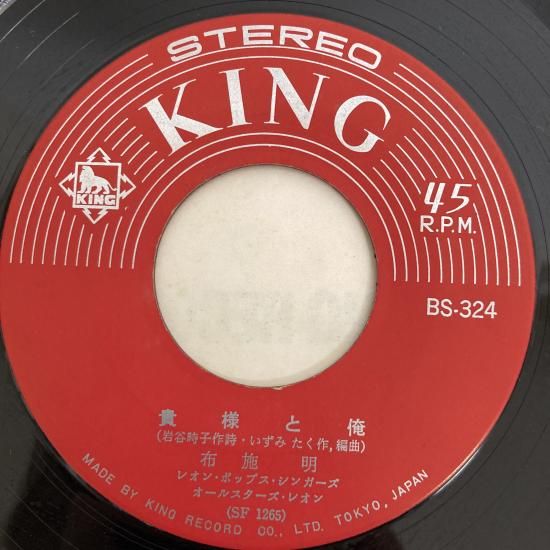 STEREO
KING
KING
45
R.P.M.
BS-324
貴様と俺
(岩谷時子作詩・いずみ たく作,編曲)
布施 明
レオン・ポップス・シンガーズ
オールスターズ・レオン
(SF 1265)
MADE BY KING RECORD CO., LTD. TOKYO, JAPAN